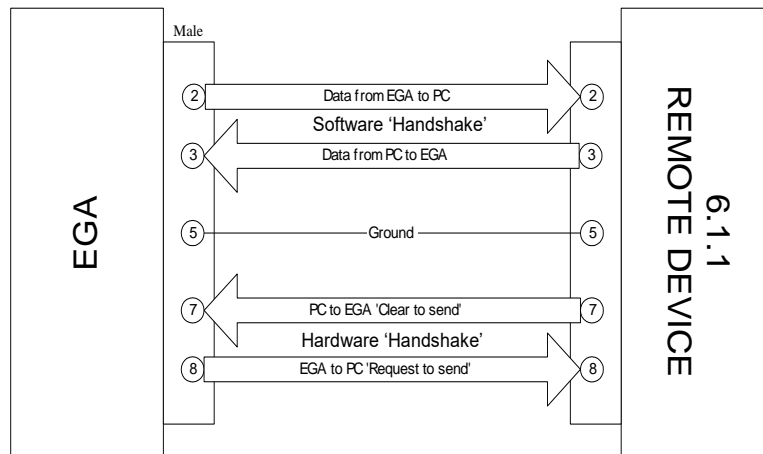 Male
2
Data from EGA to PC
2
Software 'Handshake'
3
Data from PC to EGA
3
EGA
5
Ground
5
6.1.1
REMOTE DEVICE
7
PC to EGA 'Clear to send'
7
Hardware 'Handshake'
8
EGA to PC 'Request to send'
8